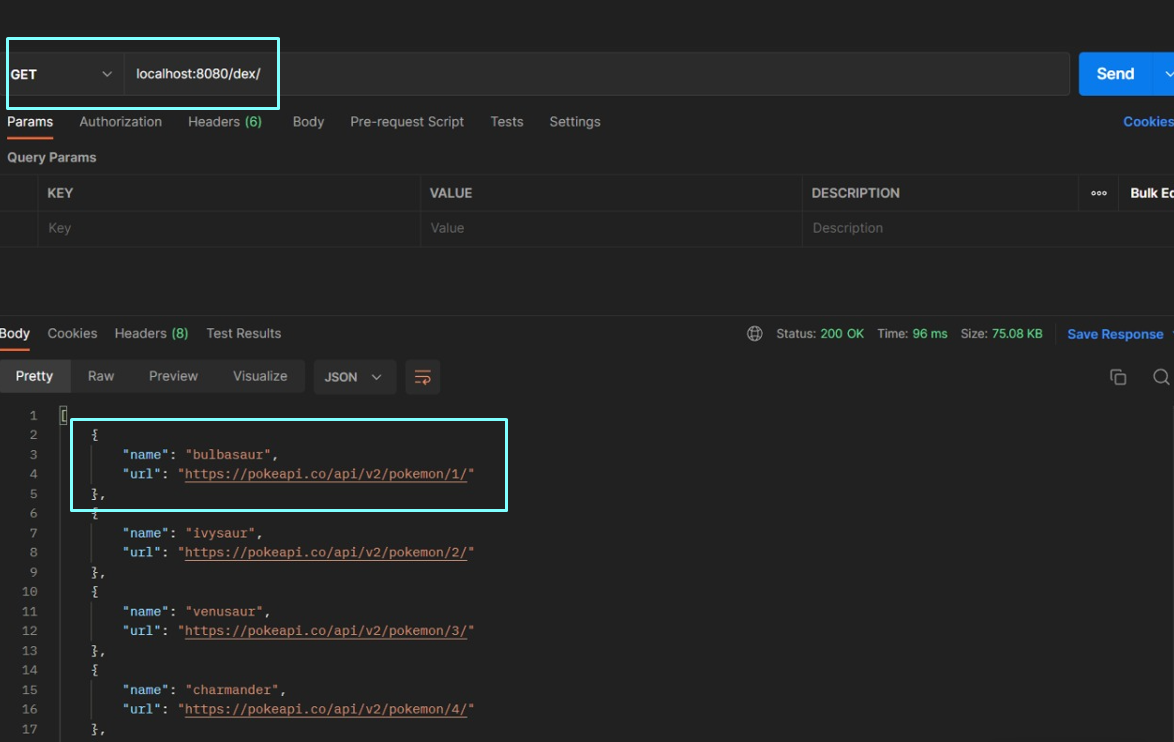 GET localhost:8080/dex/ Send
Params Authorization Headers (6) Body Pre-request Script Tests Settings Cookies
Query Params
KEY VALUE DESCRIPTION ooo Bulk Ed
Key Value Description
Body Cookies Headers (8) Test Results Status: 200 OK Time: 96 ms Size: 75.08 KB Save Response
Pretty Raw Preview Visualize JSON
1 [
2 {
3 "name": "bulbasaur",
4 "url": "https://pokeapi.co/api/v2/pokemon/1/"
5 },
6 {
7 "name": "ivysaur",
8 "url": "https://pokeapi.co/api/v2/pokemon/2/"
9 },
10 {
11 "name": "venusaur",
12 "url": "https://pokeapi.co/api/v2/pokemon/3/"
13 },
14 {
15 "name": "charmander",
16 "url": "https://pokeapi.co/api/v2/pokemon/4/"
17 },